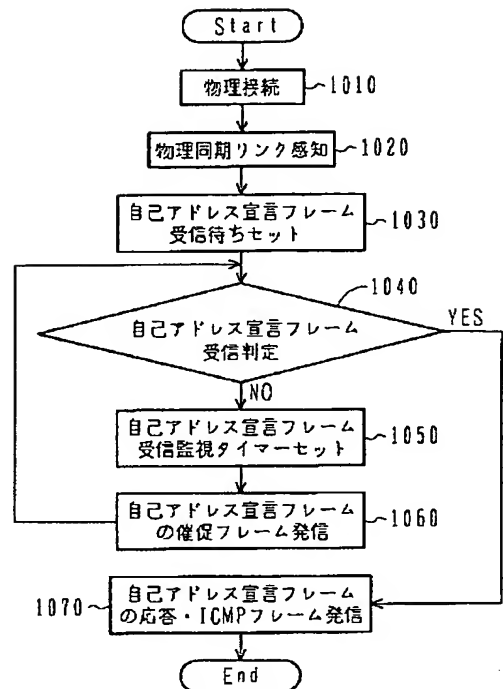 Start
物理接続
1010
物理同期リンク感知
1020
自己アドレス宣言フレーム
受信待ちセット
1030
1040
自己アドレス宣言フレーム
受信判定
YES
NO
自己アドレス宣言フレーム
受信監視タイマーセット
1050
自己アドレス宣言フレーム
の催促フレーム発信
1060
1070
自己アドレス宣言フレーム
の応答・ICMPフレーム発信
End